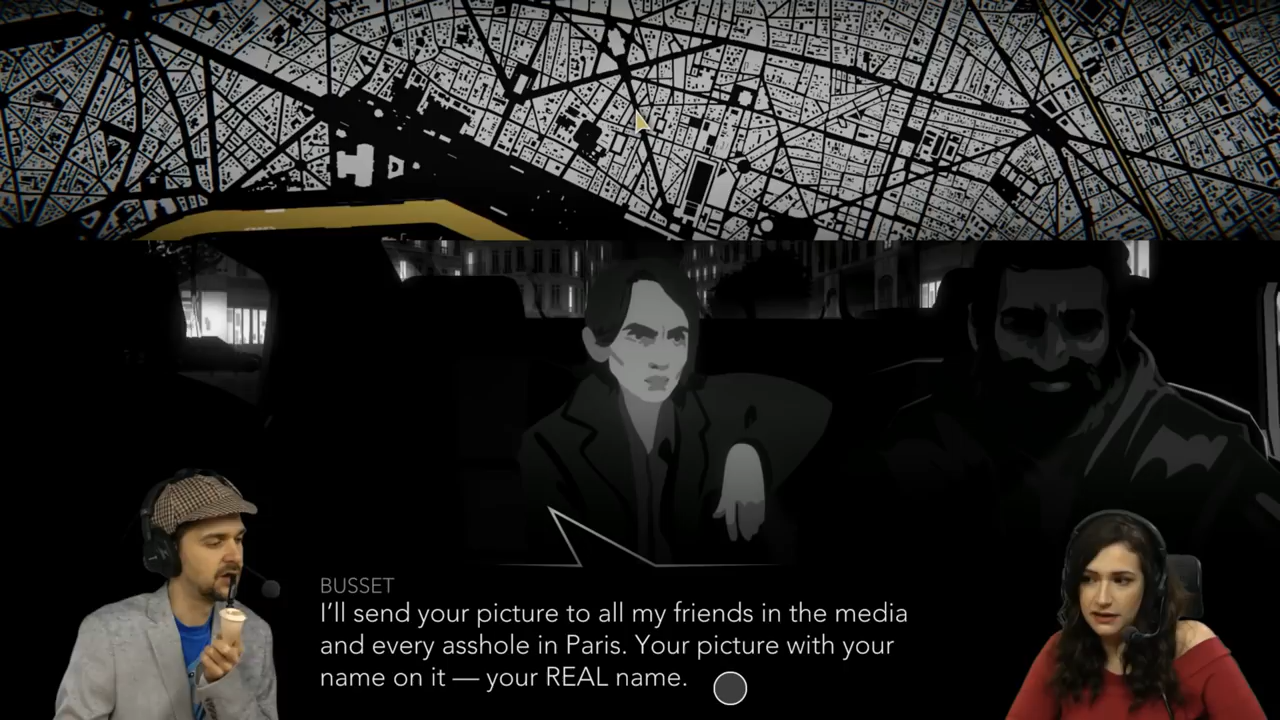 BUSSET
I'll send your picture to all my friends in the media
and every asshole in Paris. Your picture with your
name on it — your REAL name.